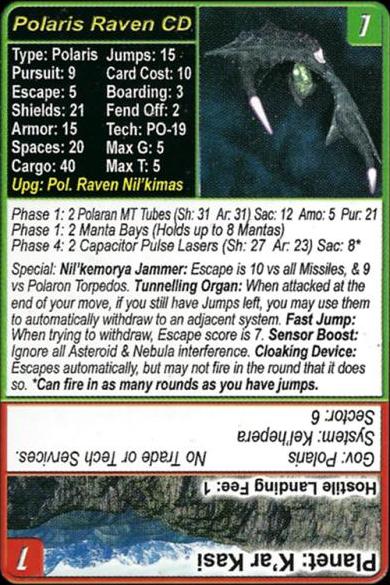 Polaris Raven CD
1
Type: Polaris Jumps: 15
Pursuit: 9 Card Cost: 10
Escape: 5 Boarding: 3
Shields: 21 Fend Off: 2
Armor: 15 Tech: PO-19
Spaces: 20 Max G: 5
Cargo: 40 Max T: 5
Upg: Pol. Raven Nil'kimas
Phase 1: 2 Polaran MT Tubes (Sh: 31 Ar: 31) Sac: 12 Amo: 5 Pur: 21
Phase 1: 2 Manta Bays (Holds up to 8 Mantas)
Phase 4: 2 Capacitor Pulse Lasers (Sh: 27 Ar: 23) Sac: 8*
Special: Nil'kemorya Jammer: Escape is 10 vs all Missiles, & 9
vs Polaron Torpedos. Tunnelling Organ: When attacked at the
end of your move, if you still have Jumps left, you may use them
to automatically withdraw to an adjacent system. Fast Jump:
When trying to withdraw, Escape score is 7. Sensor Boost:
Ignore all Asteroid & Nebula interference. Cloaking Device:
Escapes automatically, but may not fire in the round that it does
so. *Can fire in as many rounds as you have jumps.
Planet: K'ar Kasi
1
Hostile Landing Fee: 1
Gov: Polaris No Trade or Tech Services.
System: Kel'hepera
Sector: 6